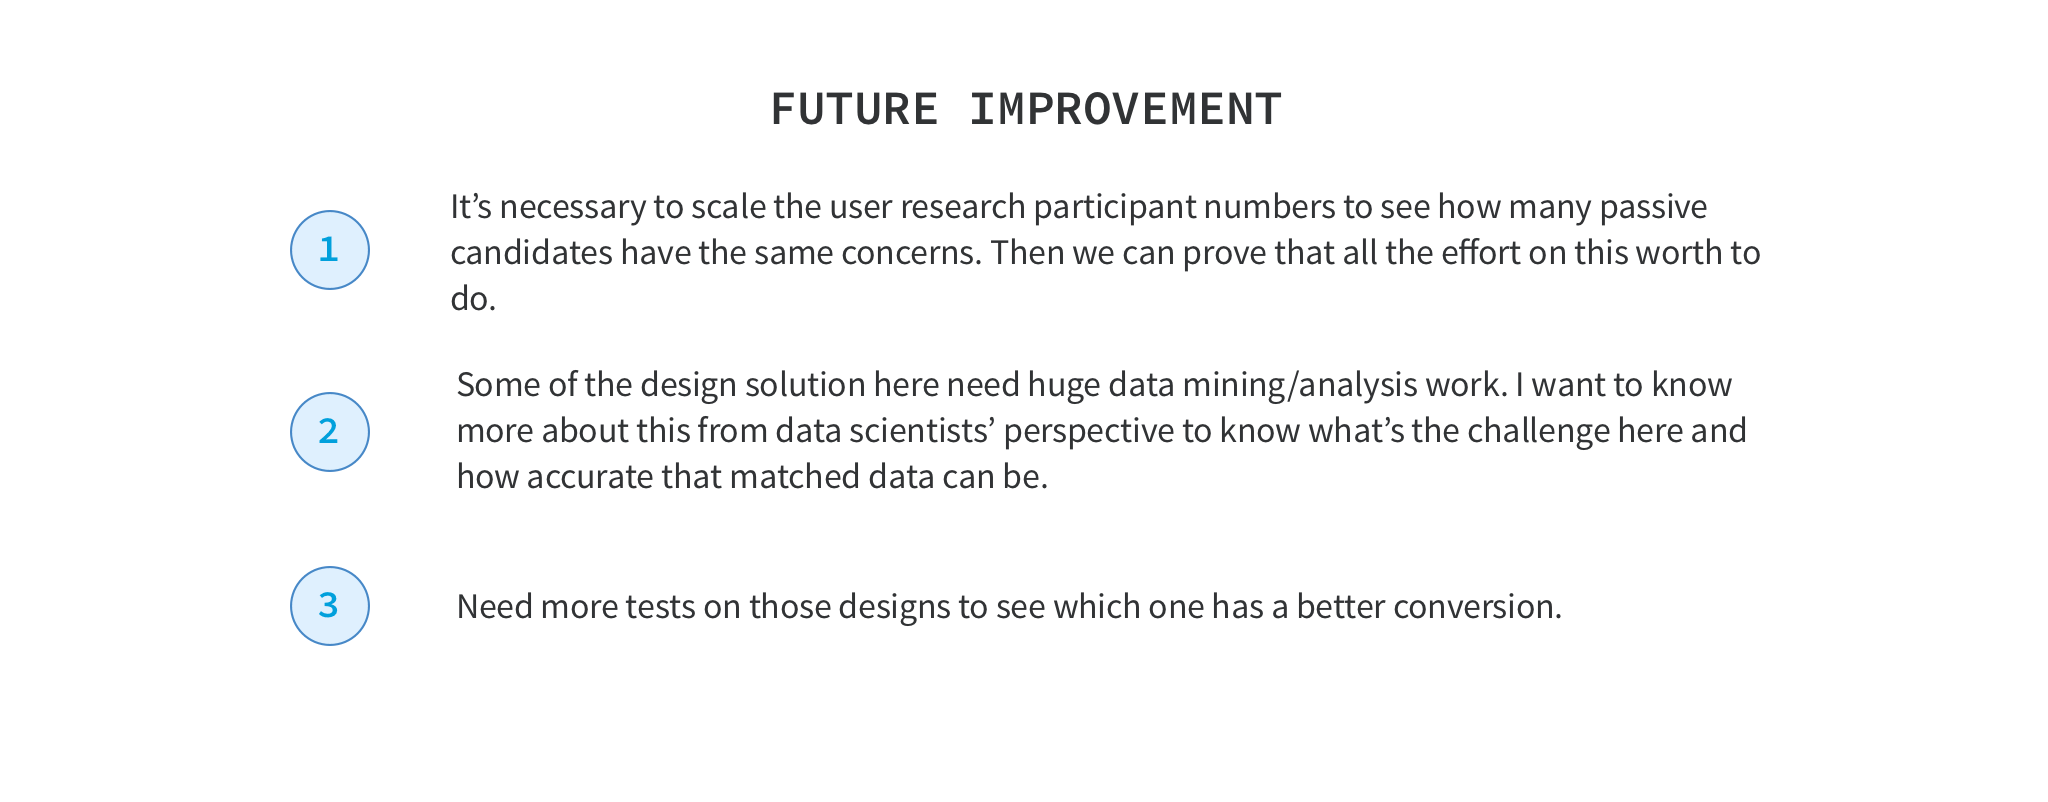 FUTURE IMPROVEMENT
1
It’s necessary to scale the user research participant numbers to see how many passive
candidates have the same concerns. Then we can prove that all the effort on this worth to
do.
2
Some of the design solution here need huge data mining/analysis work. I want to know
more about this from data scientists’ perspective to know what’s the challenge here and
how accurate that matched data can be.
3
Need more tests on those designs to see which one has a better conversion.